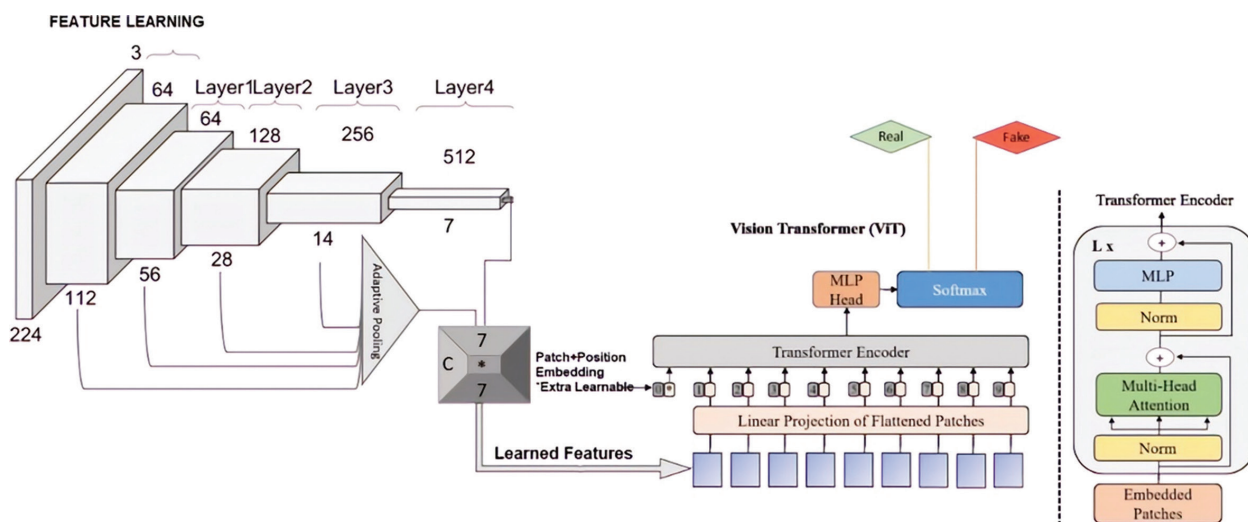 FEATURE LEARNING
3
64
Layer1
Layer2
Layer3
Layer4
64
128
256
512
224
112
56
28
14
7
Adaptive Pooling
C
7
*
7
Patch+Position
Embedding
*Extra Learnable
Learned Features
Real
Fake
Vision Transformer (ViT)
MLP
Head
Softmax
Transformer Encoder
0 * 1 2 3 4 5 6 7 8 9
Linear Projection of Flattened Patches
Transformer Encoder
L x
+
MLP
Norm
+
Multi-Head
Attention
Norm
Embedded
Patches